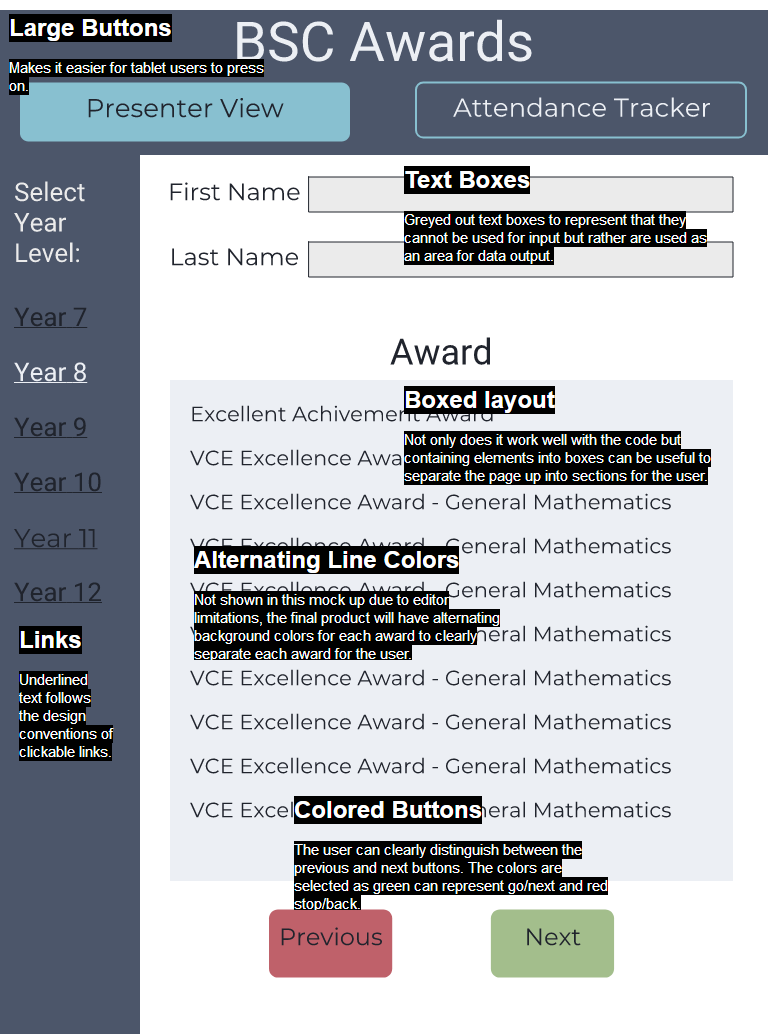 Large Buttons
BSC Awards
Makes it easier for tablet users to press
on.
Presenter View
Attendance Tracker
Select
Year
Level:
Year 7
Year 8
Year 9
Year 10
Year 11
Year 12
Links
Underlined
text follows
the design
conventions of
clickable links.
First Name
Text Boxes
Greyed out text boxes to represent that they
cannot be used for input but rather are used as
an area for data output.
Last Name
Award
Boxed layout
Excellent Achivement Award
Not only does it work well with the code but
containing elements into boxes can be useful to
separate the page up into sections for the user.
VCE Excellence Awa
VCE Excellence Award - General Mathematics
VCE Excellence Award - General Mathematics
Alternating Line Colors
VCE Excellence Award - General Mathematics
Not shown in this mock up due to editor
limitations, the final product will have alternating
background colors for each award to clearly
separate each award for the user.
neral Mathematics
VCE Excellence Award - General Mathematics
VCE Excellence Award - General Mathematics
VCE Excellence Award - General Mathematics
VCE Excel
neral Mathematics
Colored Buttons
The user can clearly distinguish between the
previous and next buttons. The colors are
selected as green can represent go/next and red
stop/back.
Previous
Next